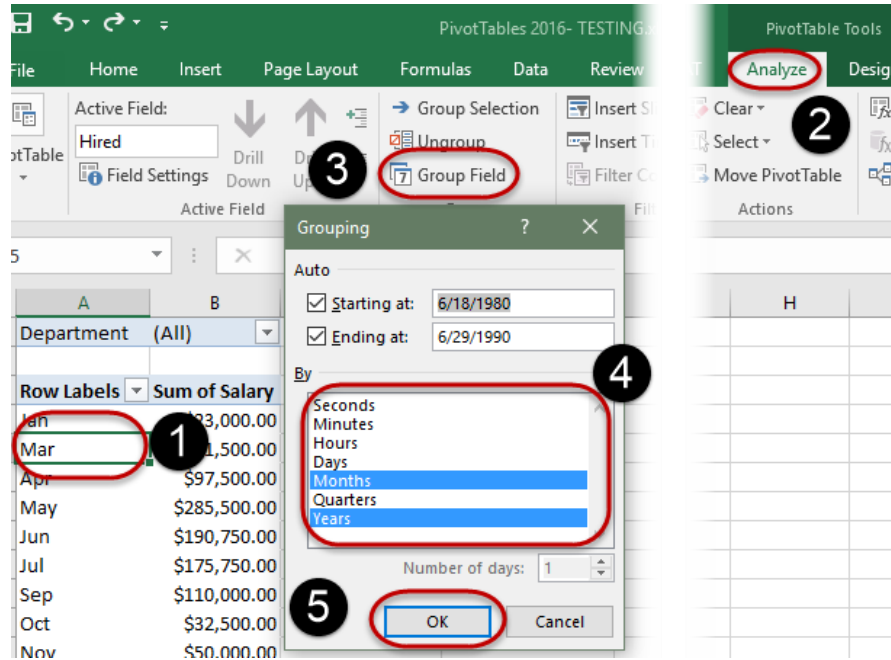 PivotTables 2016- TESTING.
PivotTable Tools
File Home Insert Page Layout Formulas Data Review Analyze
Active Field:
Hired
Field Settings
Drill
Down
Active Field
Group Selection
Ungroup
7 Group Field
Insert
Insert
Filter
Clear
Select
Move PivotTable
Actions
1
2
3
4
5
Grouping ? ×
Auto
Starting at: 6/18/1980
Ending at: 6/29/1990
By
Seconds
Minutes
Hours
Days
Months
Quarters
Years
Number of days: 1
OK Cancel
5
A B H
Department (All)
Row Labels Sum of Salary
Jan
Mar
Apr $97,500.00
May $285,500.00
Jun $190,750.00
Jul $175,750.00
Sep $110,000.00
Oct $32,500.00
Nov $50,000.00